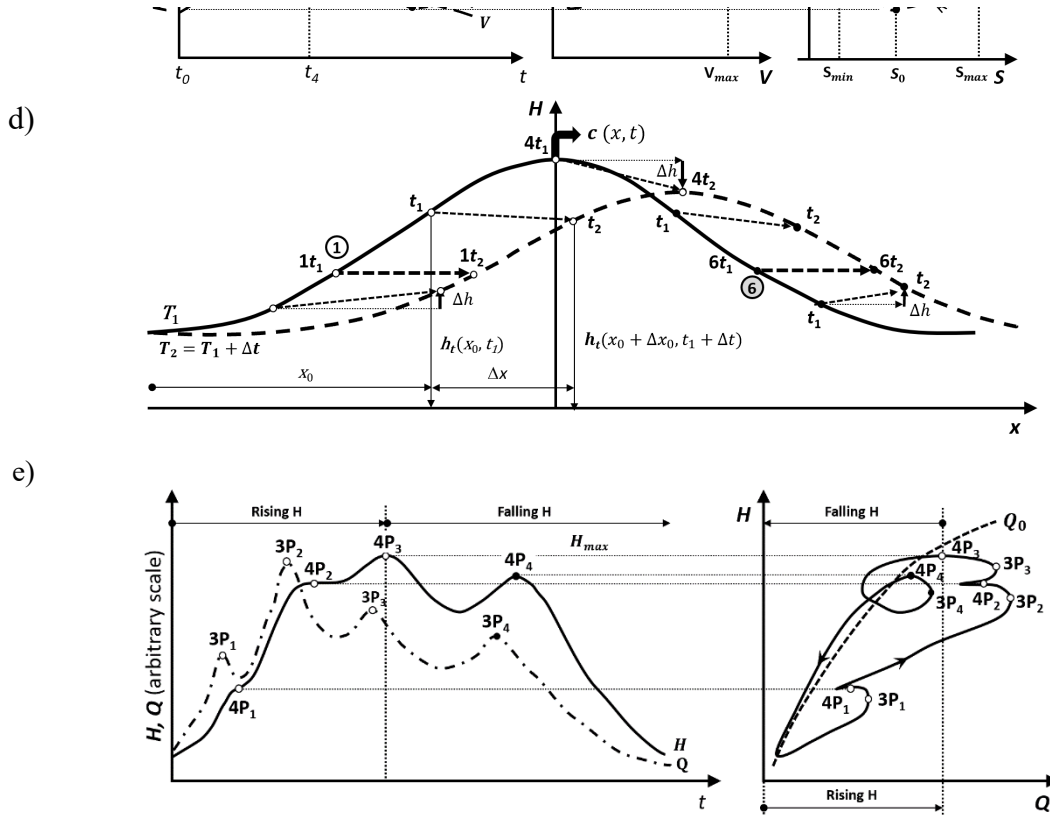 V
t₀ t₄ t
Vmax V
Smin S₀ Smax S
d)
H
c (x, t)
4t₁
Δh
4t₂
t₁
t₂
t₁
t₂
1
1t₁
1t₂
6t₁
6t₂
6
t₂
Δh
Δh
t₁
T₁
T₂ = T₁ + Δt
hₜ(x₀, t₁)
hₜ(x₀ + Δx₀, t₁ + Δt)
x₀
Δx
x
e)
H, Q (arbitrary scale)
Rising H
Falling H
3P₂
4P₂
4P₃
Hmax
4P₄
3P₃
3P₁
3P₄
4P₁
H
Q
t
H
Falling H
Q₀
4P₃
3P₃
4P₄
3P₄
4P₂
3P₂
4P₁
3P₁
Rising H
Q